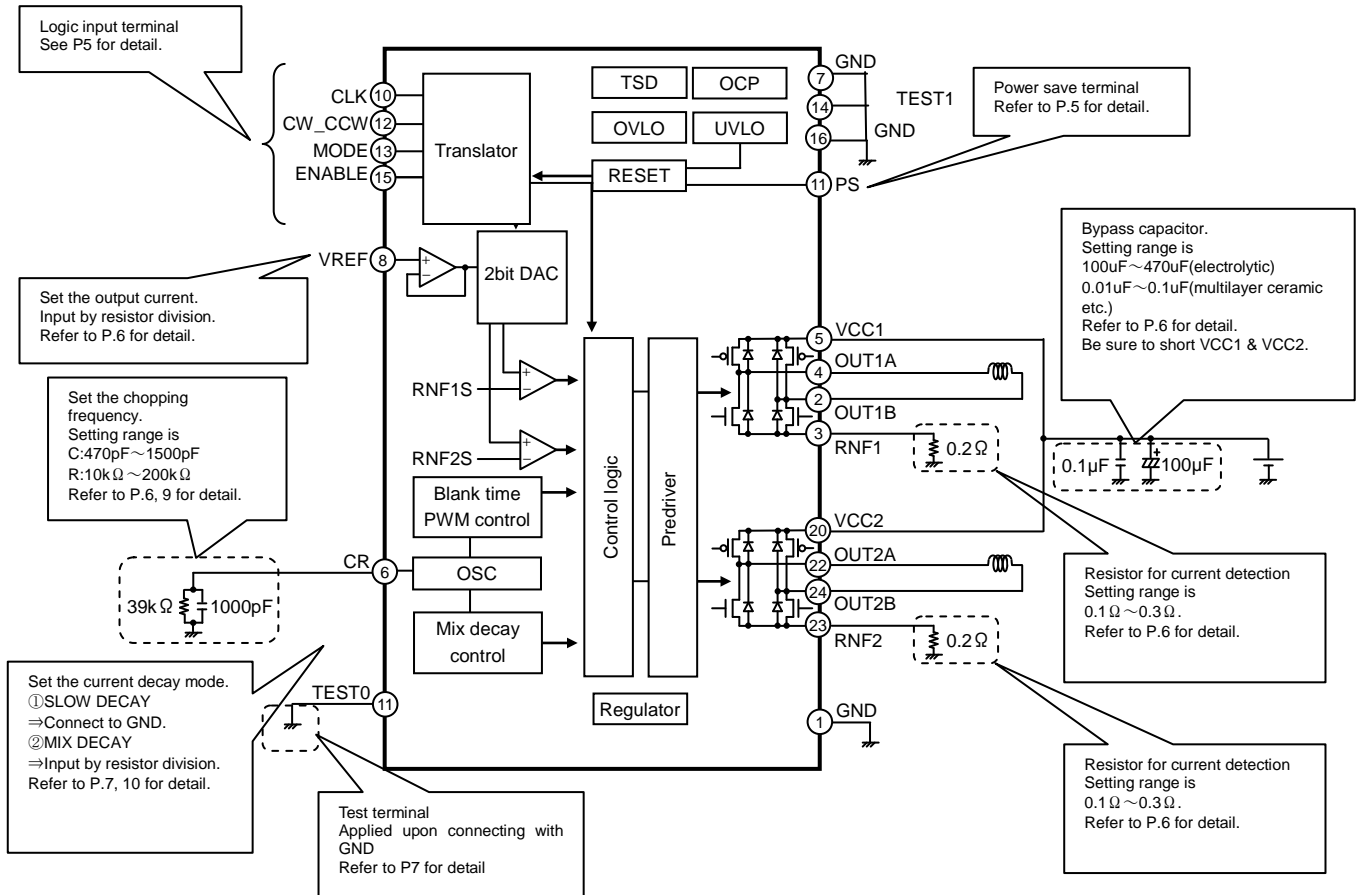 Logic input terminal
See P5 for detail.
CLK 10
CW_CCW 12
MODE 13
ENABLE 15
Translator
TSD
OCP
OVLO
UVLO
RESET
7 GND
14 TEST1
16 GND
11 PS
Power save terminal
Refer to P.5 for detail.
VREF 8
2bit DAC
Set the output current.
Input by resistor division.
Refer to P.6 for detail.
Bypass capacitor.
Setting range is
100uF～470uF(electrolytic)
0.01uF～0.1uF(multilayer ceramic
etc.)
Refer to P.6 for detail.
Be sure to short VCC1 & VCC2.
RNF1S
RNF2S
+
−
+
−
+
−
Set the chopping
frequency.
Setting range is
C:470pF～1500pF
R:10kΩ～200kΩ
Refer to P.6, 9 for detail.
Blank time
PWM control
CR 6
OSC
39kΩ
1000pF
Mix decay
control
Control logic
Predriver
5 VCC1
4 OUT1A
2 OUT1B
3 RNF1
0.2Ω
0.1µF
+
100µF
20 VCC2
22 OUT2A
24 OUT2B
23 RNF2
0.2Ω
Resistor for current detection
Setting range is
0.1Ω～0.3Ω.
Refer to P.6 for detail.
Set the current decay mode.
①SLOW DECAY
⇒Connect to GND.
②MIX DECAY
⇒Input by resistor division.
Refer to P.7, 10 for detail.
TEST0 11
Regulator
1 GND
Test terminal
Applied upon connecting with
GND
Refer to P7 for detail
Resistor for current detection
Setting range is
0.1Ω～0.3Ω.
Refer to P.6 for detail.